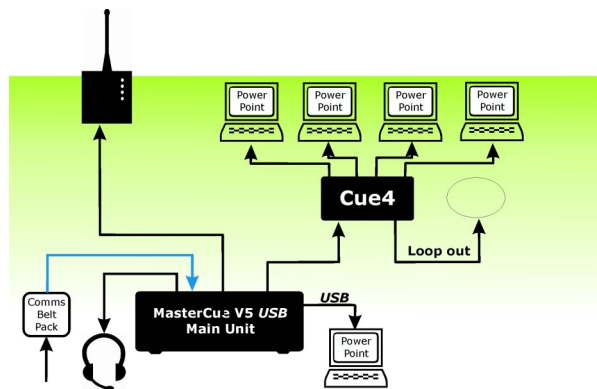 Power
Point
Power
Point
Power
Point
Power
Point
Cue4
Loop out
Comms
Belt
Pack
MasterCue V5 USB
Main Unit
USB
Power
Point